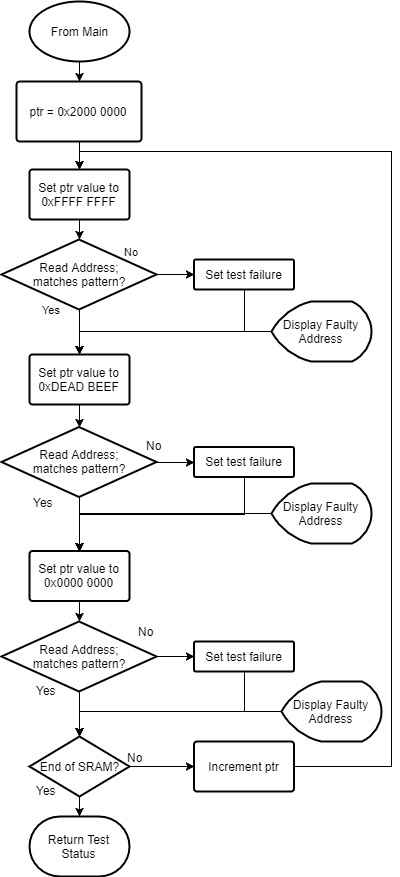 From Main
ptr = 0x2000 0000
Set ptr value to
0xFFFF FFFF
No
Read Address;
matches pattern?
Set test failure
Yes
Display Faulty
Address
Set ptr value to
0xDEAD BEEF
No
Read Address;
matches pattern?
Set test failure
Yes
Display Faulty
Address
Set ptr value to
0x0000 0000
No
Read Address;
matches pattern?
Set test failure
Yes
Display Faulty
Address
End of SRAM?
No
Increment ptr
Yes
Return Test
Status